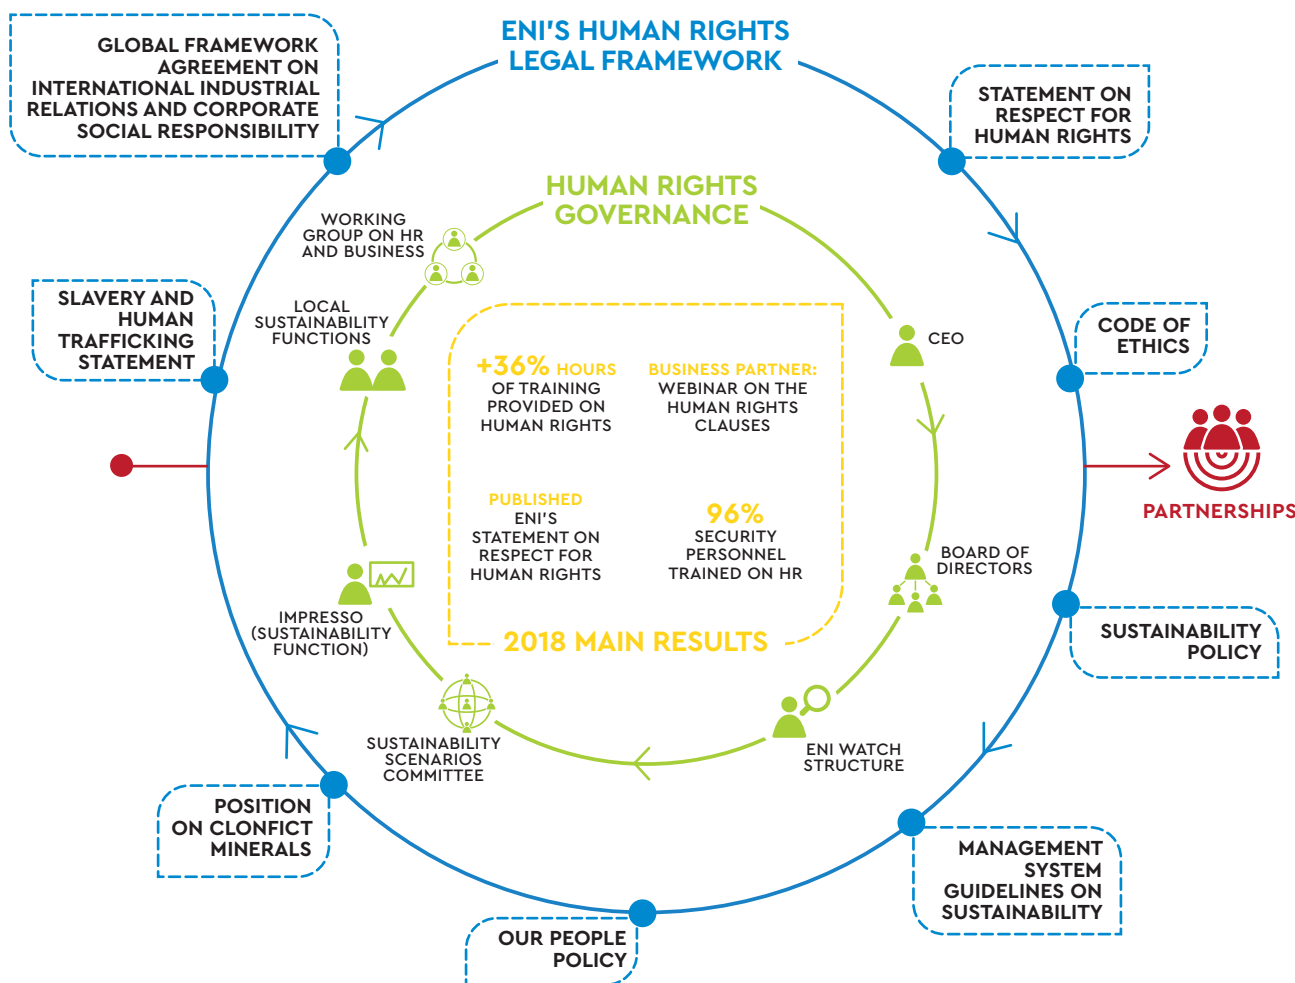 ENI'S HUMAN RIGHTS
LEGAL FRAMEWORK
GLOBAL FRAMEWORK
AGREEMENT ON
INTERNATIONAL INDUSTRIAL
RELATIONS AND CORPORATE
SOCIAL RESPONSIBILITY
STATEMENT ON
RESPECT FOR
HUMAN RIGHTS
HUMAN RIGHTS
GOVERNANCE
WORKING
GROUP ON HR
AND BUSINESS
SLAVERY AND
HUMAN
TRAFFICKING
STATEMENT
LOCAL
SUSTAINABILITY
FUNCTIONS
CEO
CODE OF
ETHICS
+36% HOURS
OF TRAINING
PROVIDED ON
HUMAN RIGHTS
BUSINESS PARTNER:
WEBINAR ON THE
HUMAN RIGHTS
CLAUSES
PARTNERSHIPS
PUBLISHED
ENI'S
STATEMENT ON
RESPECT FOR
HUMAN RIGHTS
96%
SECURITY
PERSONNEL
TRAINED ON HR
BOARD OF
DIRECTORS
IMPRESSO
(SUSTAINABILITY
FUNCTION)
2018 MAIN RESULTS
SUSTAINABILITY
POLICY
SUSTAINABILITY
SCENARIOS
COMMITTEE
ENI WATCH
STRUCTURE
POSITION
ON CLONFICT
MINERALS
MANAGEMENT
SYSTEM
GUIDELINES ON
SUSTAINABILITY
OUR PEOPLE
POLICY